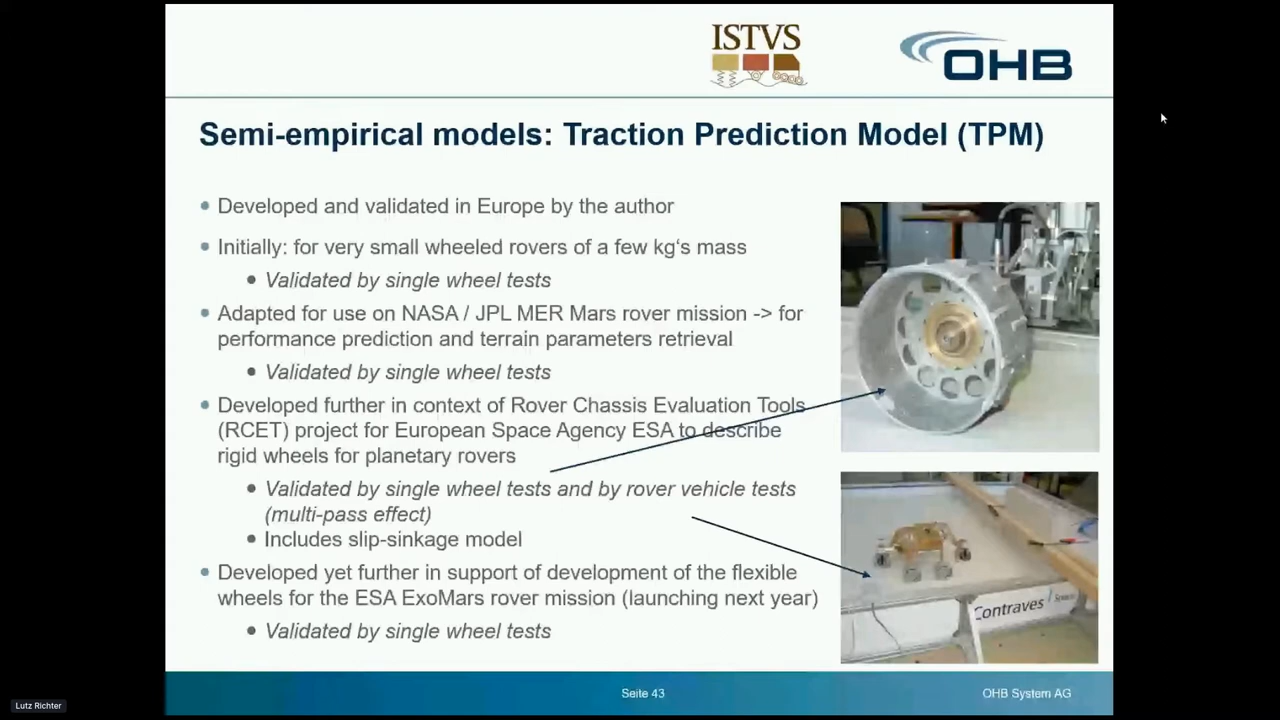 ISTVS
OHB
Semi-empirical models: Traction Prediction Model (TPM)
• Developed and validated in Europe by the author
• Initially: for very small wheeled rovers of a few kg‘s mass
• Validated by single wheel tests
• Adapted for use on NASA / JPL MER Mars rover mission -> for
performance prediction and terrain parameters retrieval
• Validated by single wheel tests
• Developed further in context of Rover Chassis Evaluation Tools
(RCET) project for European Space Agency ESA to describe
rigid wheels for planetary rovers
• Validated by single wheel tests and by rover vehicle tests
(multi-pass effect)
• Includes slip-sinkage model
• Developed yet further in support of development of the flexible
wheels for the ESA ExoMars rover mission (launching next year)
• Validated by single wheel tests
Contraves
Seite 43
OHB System AG
Lutz Richter